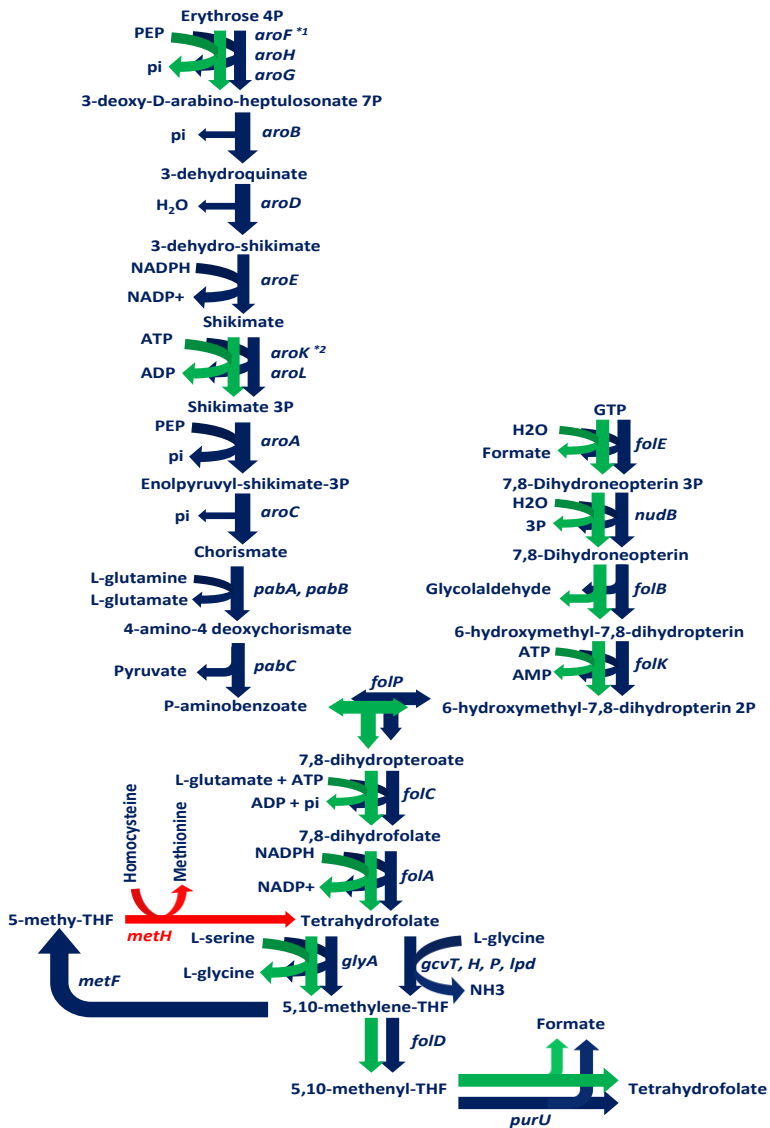 Erythrose 4P
PEP
aroF *1
aroH
pi
aroG
3-deoxy-D-arabino-heptulosonate 7P
pi
aroB
3-dehydroquinate
H₂O
aroD
3-dehydro-shikimate
NADPH
aroE
NADP+
Shikimate
ATP
aroK *2
ADP
aroL
Shikimate 3P
PEP
aroA
pi
Enolpyruvyl-shikimate-3P
pi
aroC
Chorismate
L-glutamine
pabA, pabB
L-glutamate
4-amino-4 deoxychorismate
Pyruvate
pabC
P-aminobenzoate
GTP
H2O
folE
Formate
7,8-Dihydroneopterin 3P
H2O
nudB
3P
7,8-Dihydroneopterin
Glycolaldehyde
folB
6-hydroxymethyl-7,8-dihydropterin
ATP
folK
AMP
6-hydroxymethyl-7,8-dihydropterin 2P
folP
7,8-dihydropteroate
L-glutamate + ATP
folC
ADP + pi
7,8-dihydrofolate
NADPH
folA
NADP+
Homocysteine
Methionine
5-methy-THF
metH
Tetrahydrofolate
L-serine
glyA
L-glycine
L-glycine
gcvT, H, P, lpd
NH3
metF
5,10-methylene-THF
folD
5,10-methenyl-THF
Formate
purU
Tetrahydrofolate